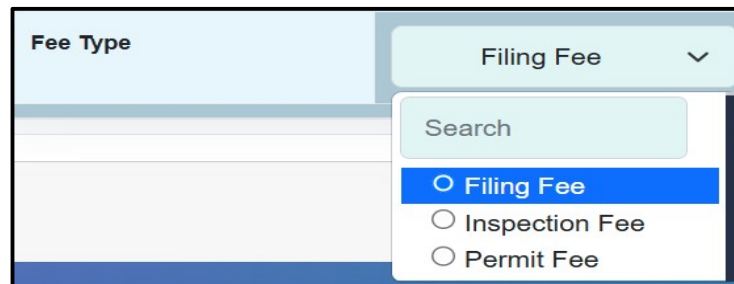 Fee Type
Filing Fee
Search
Filing Fee
Inspection Fee
Permit Fee